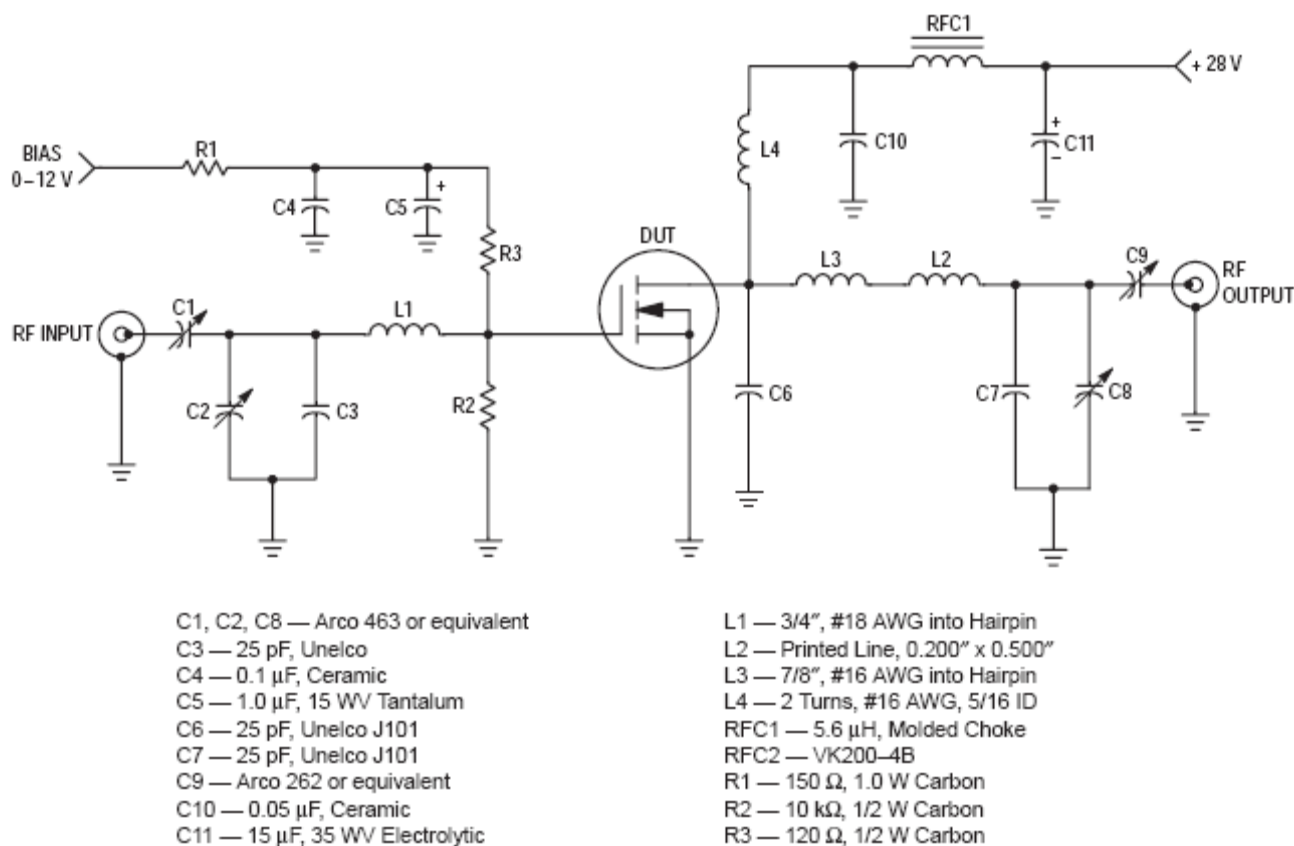 RFC1
+ 28 V
L4
C10
+
C11
–
BIAS
0–12 V
R1
C4
C5
+
R3
DUT
L3
L2
C9
RF
OUTPUT
RF INPUT
C1
L1
C2
C3
R2
C6
C7
C8
C1, C2, C8 — Arco 463 or equivalent
C3 — 25 pF, Unelco
C4 — 0.1 µF, Ceramic
C5 — 1.0 µF, 15 WV Tantalum
C6 — 25 pF, Unelco J101
C7 — 25 pF, Unelco J101
C9 — Arco 262 or equivalent
C10 — 0.05 µF, Ceramic
C11 — 15 µF, 35 WV Electrolytic
L1 — 3/4″, #18 AWG into Hairpin
L2 — Printed Line, 0.200″ x 0.500″
L3 — 7/8″, #16 AWG into Hairpin
L4 — 2 Turns, #16 AWG, 5/16 ID
RFC1 — 5.6 µH, Molded Choke
RFC2 — VK200–4B
R1 — 150 Ω, 1.0 W Carbon
R2 — 10 kΩ, 1/2 W Carbon
R3 — 120 Ω, 1/2 W Carbon